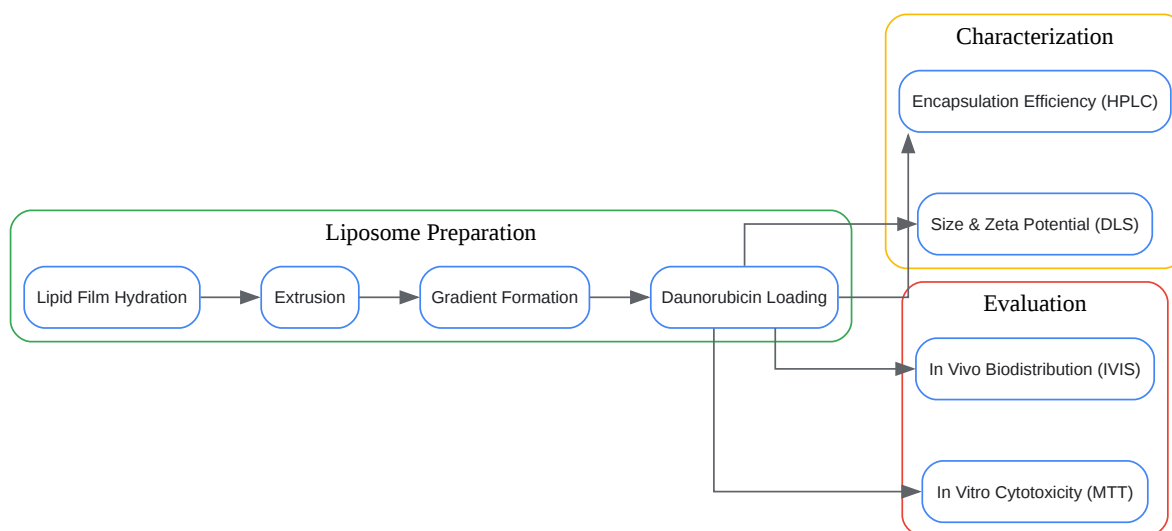 Characterization
Encapsulation Efficiency (HPLC)
Size & Zeta Potential (DLS)
Liposome Preparation
Lipid Film Hydration
Extrusion
Gradient Formation
Daunorubicin Loading
Evaluation
In Vivo Biodistribution (IVIS)
In Vitro Cytotoxicity (MTT)